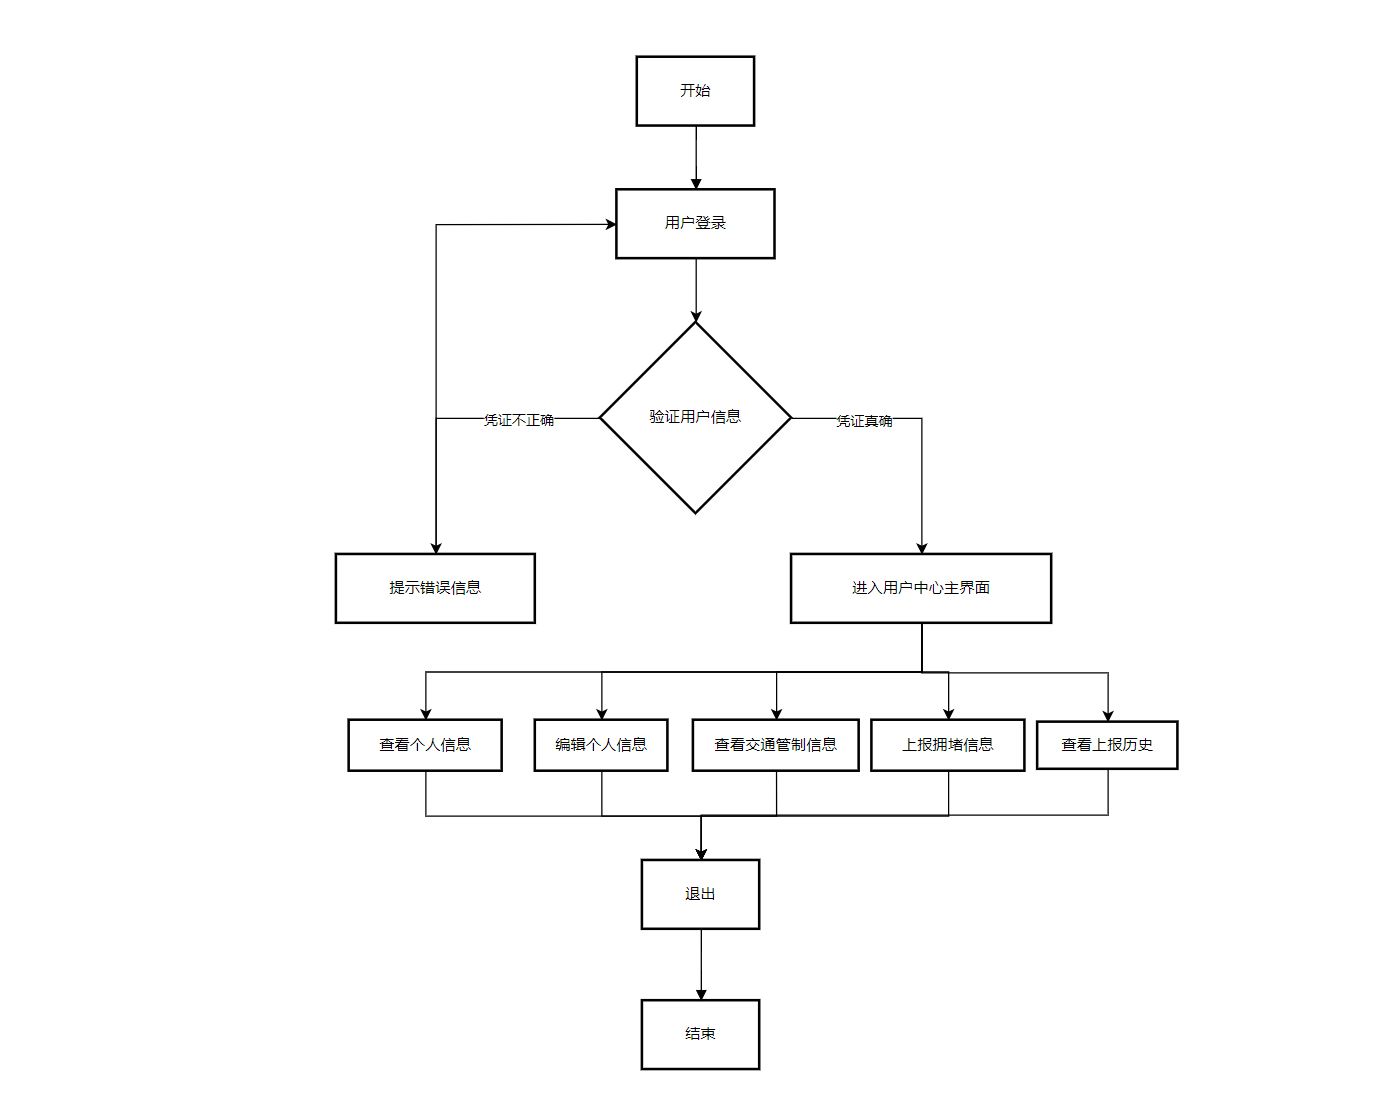 开始
用户登录
验证用户信息
凭证不正确
凭证真确
提示错误信息
进入用户中心主界面
查看个人信息
编辑个人信息
查看交通管制信息
上报拥堵信息
查看上报历史
退出
结束